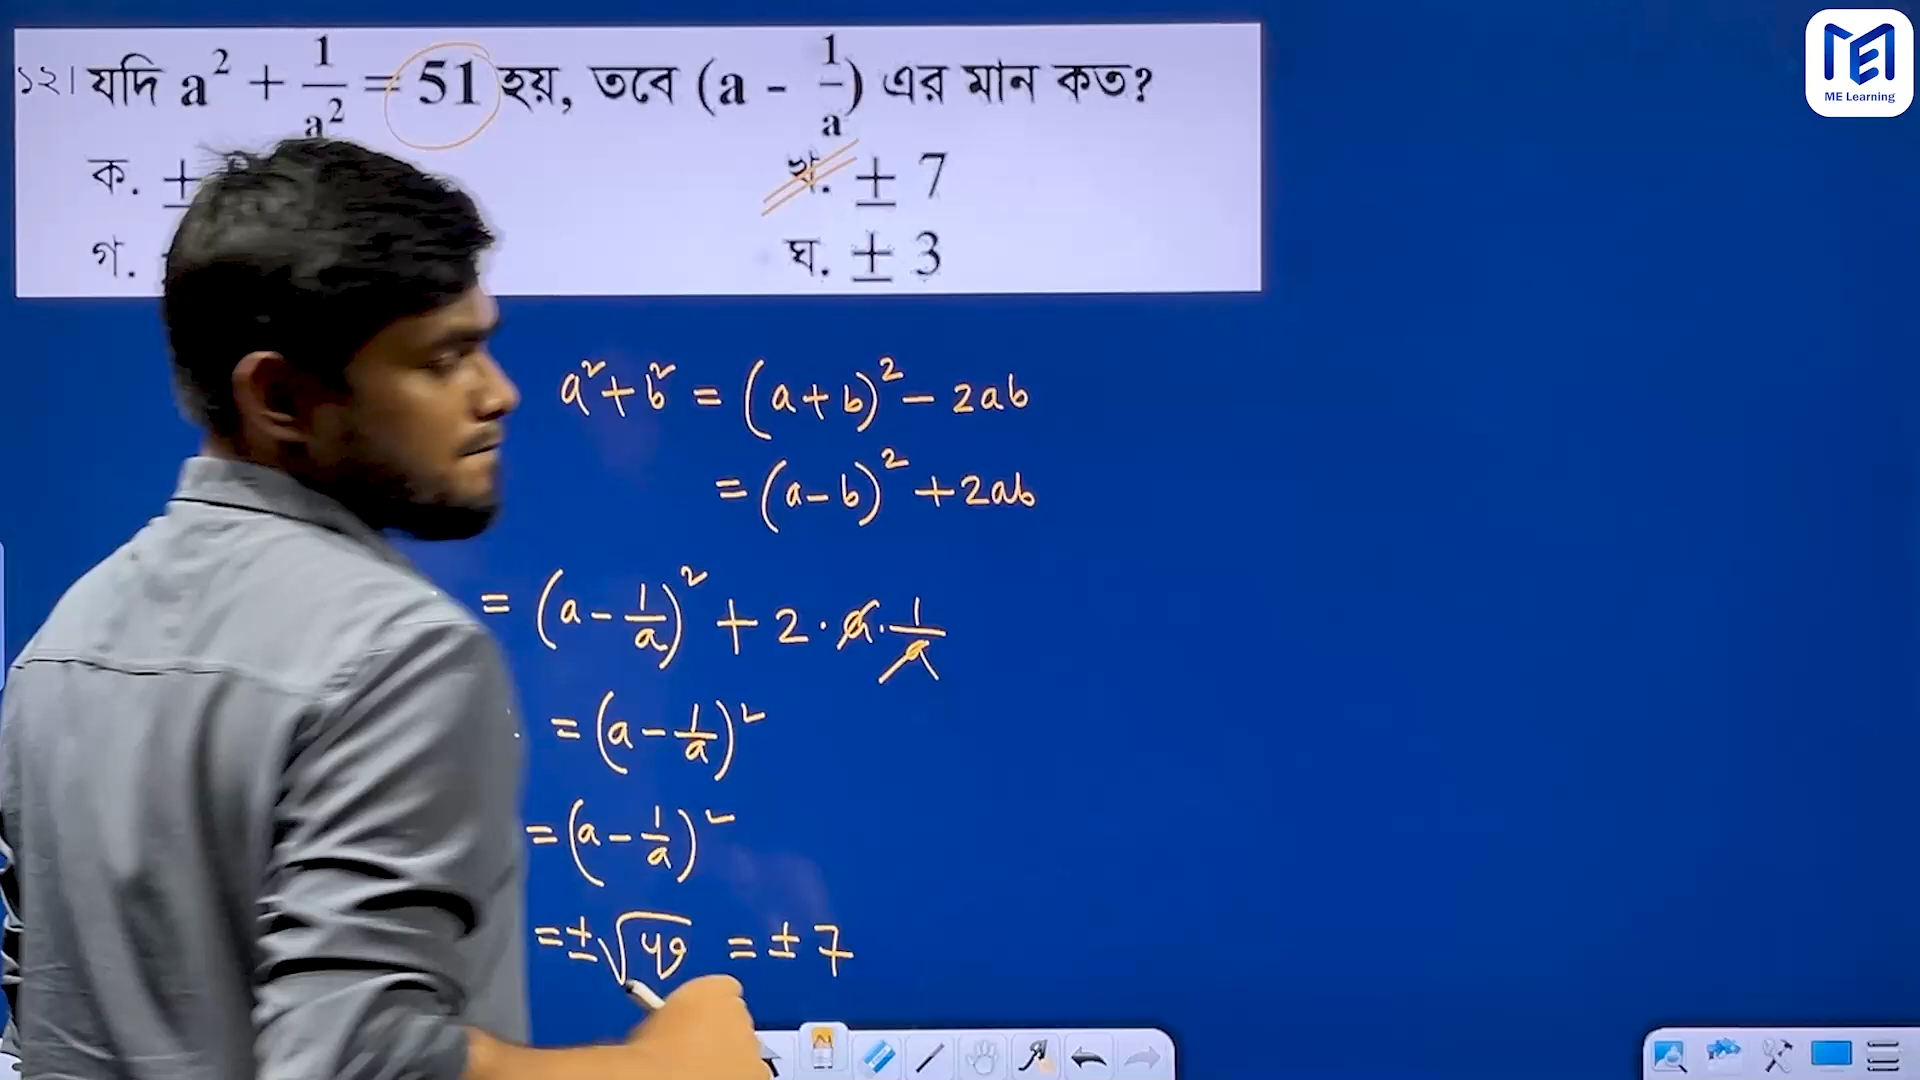 ME Learning
১২। যদি a² + 1/a² = 51 হয়, তবে (a - 1/a) এর মান কত?
ক. ±
খ. ± 7
গ.
ঘ. ± 3
a² + b² = (a + b)² - 2ab
= (a - b)² + 2ab
= (a - 1/a)² + 2 · a · 1/a
= (a - 1/a)²
= (a - 1/a)²
= ± √49 = ± 7